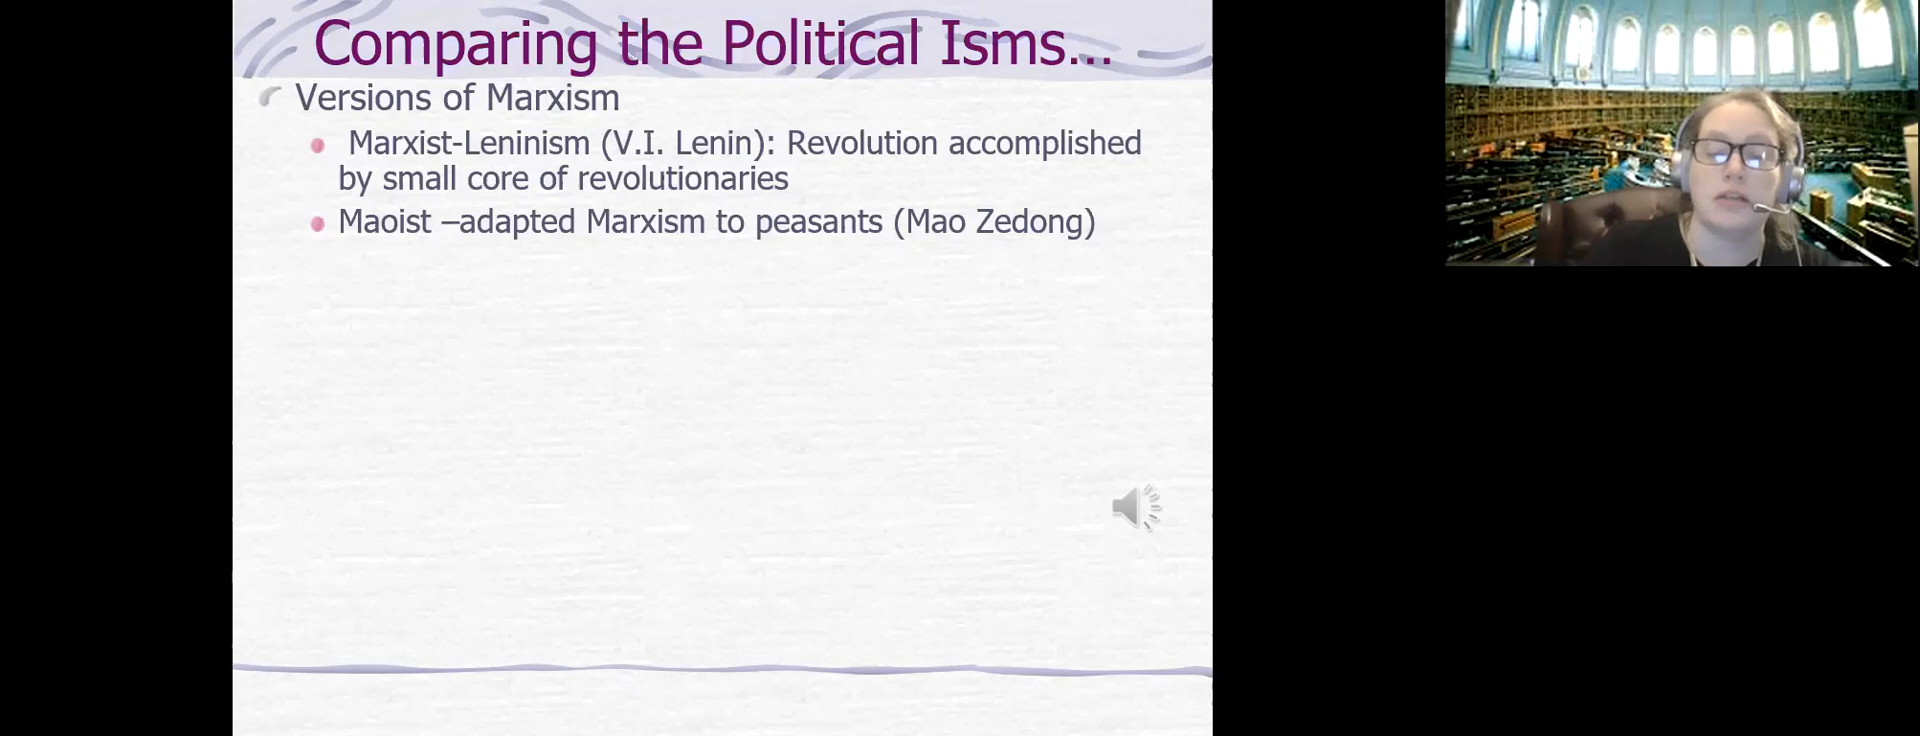 Comparing the Political Isms...
Versions of Marxism
Marxist-Leninism (V.I. Lenin): Revolution accomplished
by small core of revolutionaries
Maoist –adapted Marxism to peasants (Mao Zedong)